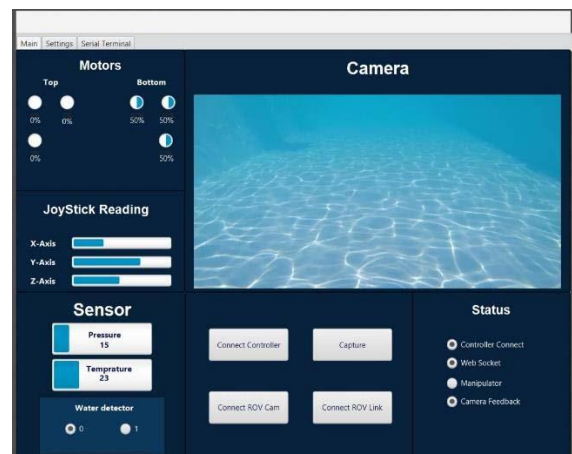 Main Settings Serial Terminal
Motors
Top Bottom
0% 0% 50% 50%
0% 50%
Camera
JoyStick Reading
X-Axis
Y-Axis
Z-Axis
Sensor
Pressure
15
Temprature
23
Water detector
0 1
Connect Controller Capture
Connect ROV Cam Connect ROV Link
Status
Controller Connect
Web Socket
Manipulator
Camera Feedback